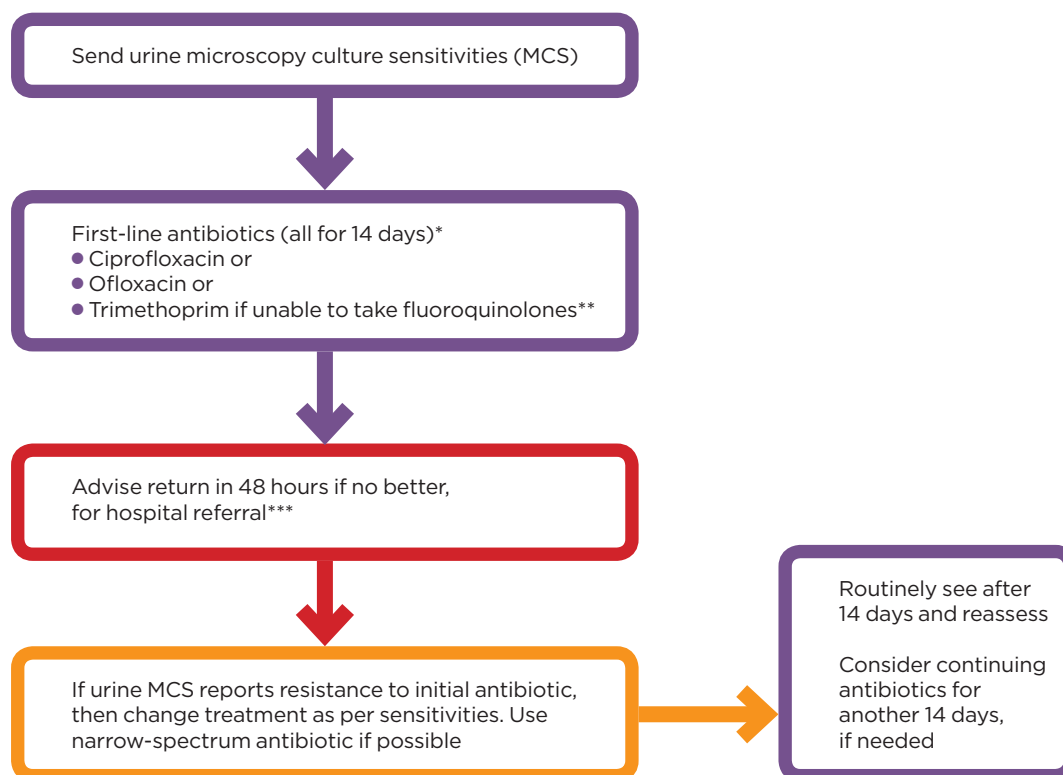 Send urine microscopy culture sensitivities (MCS)
First-line antibiotics (all for 14 days)*
● Ciprofloxacin or
● Ofloxacin or
● Trimethoprim if unable to take fluoroquinolones**
Advise return in 48 hours if no better,
for hospital referral***
If urine MCS reports resistance to initial antibiotic,
then change treatment as per sensitivities. Use
narrow-spectrum antibiotic if possible
Routinely see after
14 days and reassess
Consider continuing
antibiotics for
another 14 days,
if needed